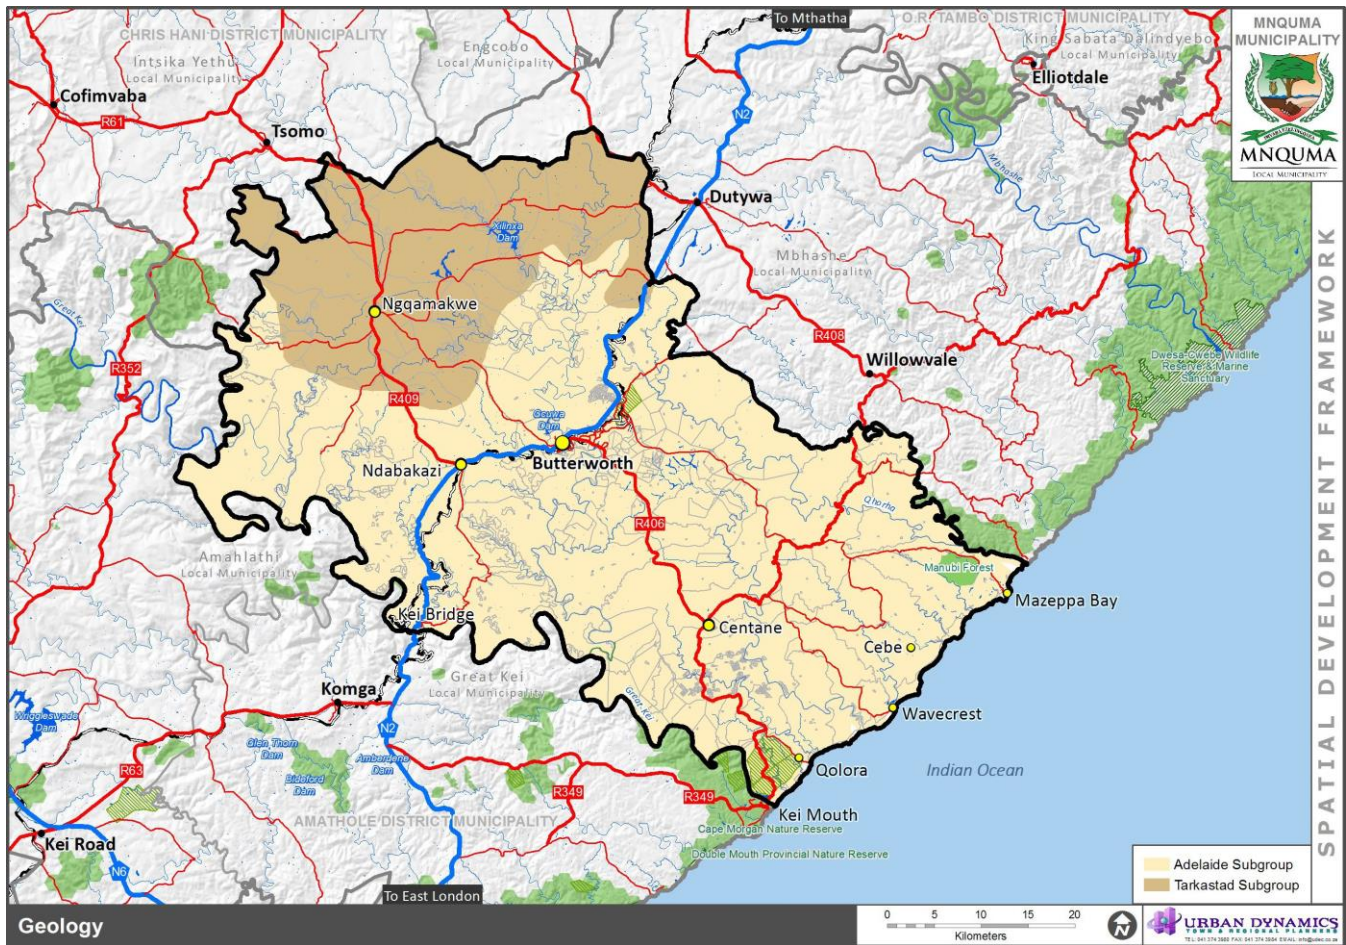 To Mthatha
CHRIS HANI DISTRICT MUNICIPALITY
O.R. TAMBO DISTRICT MUNICIPALITY
MNQUMA
MUNICIPALITY
Engcobo
Local Municipality
King Sabata Dalindyebo
Local Municipality
Intsika Yethu
Local Municipality
Elliotdale
Cofimvaba
R61
N2
Tsomo
MNQUMA
LOCAL MUNICIPALITY
Mbhashe
Dutywa
Xilinxa
Dam
Mbhashe
Local Municipality
SPATIAL DEVELOPMENT FRAMEWORK
Great Kei
Ngqamakwe
R408
Willowvale
Dwesa-Cwebe Wildlife
Reserve & Marine
Sanctuary
R352
R409
Gcuwa
Dam
Ndabakazi
Butterworth
Qhorha
R406
Amahlathi
Local Municipality
Manubi Forest
Mazeppa Bay
Kei Bridge
Centane
Cebe
Great Kei
Local Municipality
Komga
Great Kei
Wavecrest
Wriggleswade
Dam
N2
Glen Thorn
Dam
Amberdene
Dam
Bideford
Dam
R63
Qolora
Indian Ocean
R349
R349
Kei Mouth
AMATHOLE DISTRICT MUNICIPALITY
Cape Morgan Nature Reserve
Kei Road
Double Mouth Provincial Nature Reserve
N6
Adelaide Subgroup
Tarkastad Subgroup
To East London
Geology
0 5 10 15 20
Kilometers
N
URBAN DYNAMICS
TOWN & REGIONAL PLANNERS